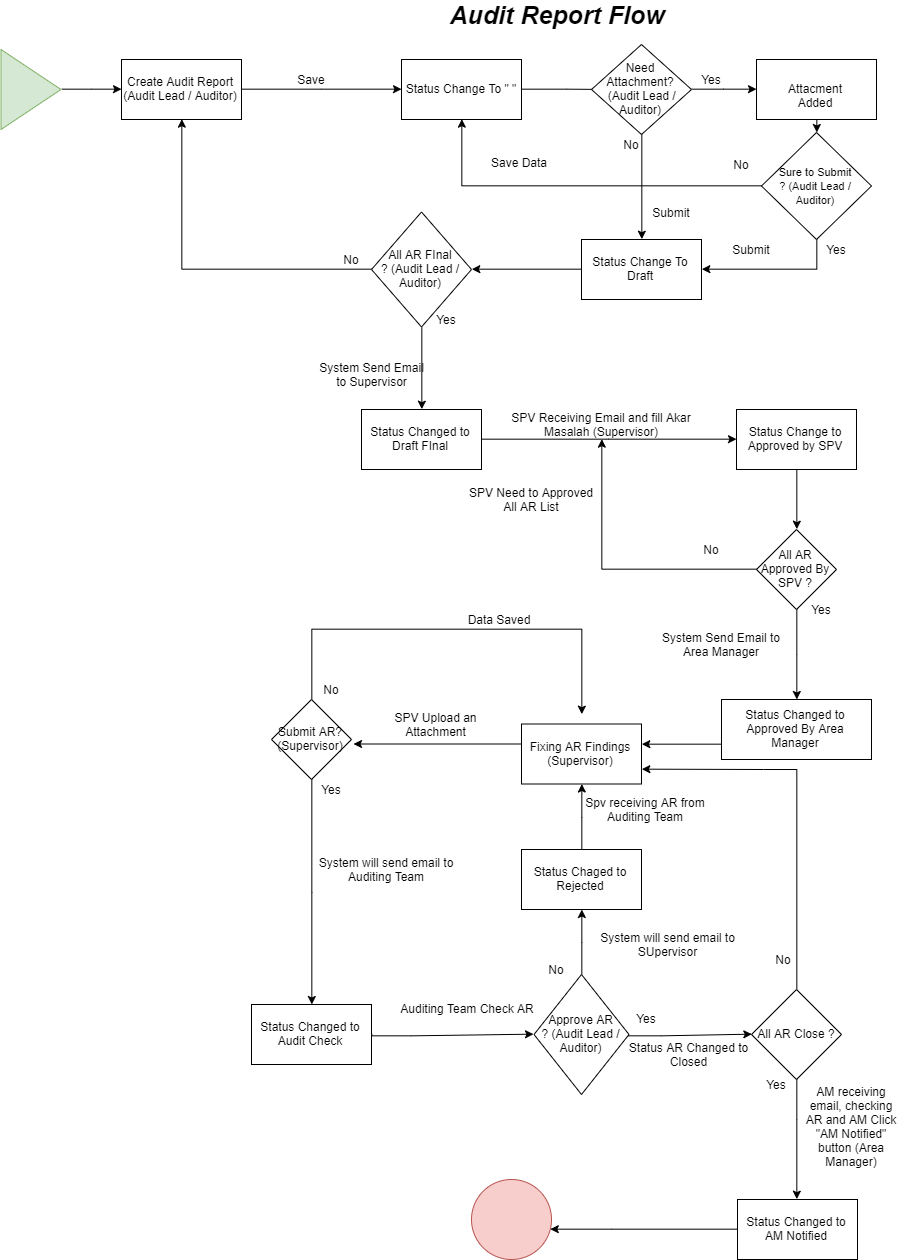 Audit Report Flow
Create Audit Report
(Audit Lead / Auditor)
Save
Status Change To " "
Need
Attachment?
(Audit Lead /
Auditor)
Yes
Attacment
Added
No
Save Data
No
Sure to Submit
? (Audit Lead /
Auditor)
Submit
Yes
Submit
Status Change To
Draft
All AR FInal
? (Audit Lead /
Auditor)
No
Yes
System Send Email
to Supervisor
Status Changed to
Draft FInal
SPV Receiving Email and fill Akar
Masalah (Supervisor)
Status Change to
Approved by SPV
SPV Need to Approved
All AR List
No
All AR
Approved By
SPV ?
Yes
System Send Email to
Area Manager
Status Changed to
Approved By Area
Manager
Data Saved
No
Submit AR?
(Supervisor)
SPV Upload an
Attachment
Fixing AR Findings
(Supervisor)
Yes
Spv receiving AR from
Auditing Team
System will send email to
Auditing Team
Status Chaged to
Rejected
System will send email to
SUpervisor
No
No
Status Changed to
Audit Check
Auditing Team Check AR
Approve AR
? (Audit Lead /
Auditor)
Yes
Status AR Changed to
Closed
All AR Close ?
Yes
AM receiving
email, checking
AR and AM Click
"AM Notified"
button (Area
Manager)
Status Changed to
AM Notified